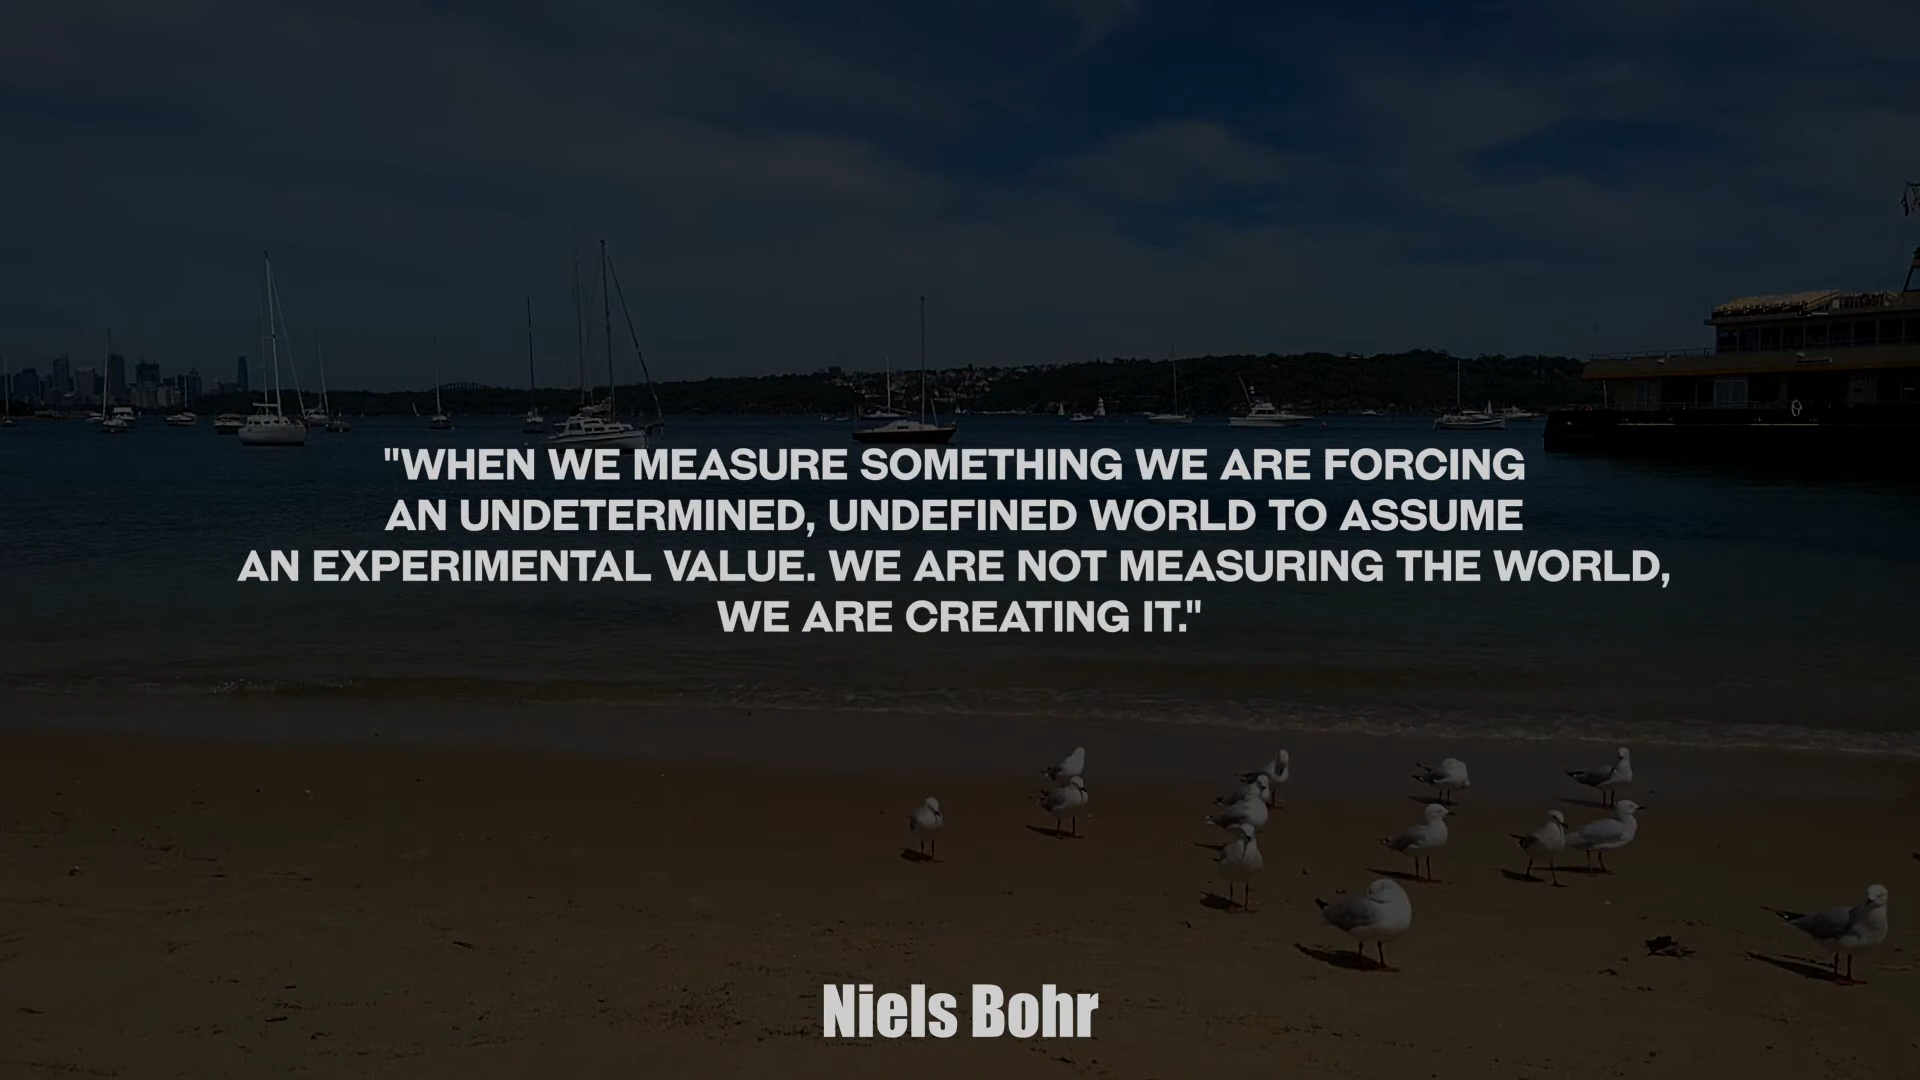 "WHEN WE MEASURE SOMETHING WE ARE FORCING
AN UNDETERMINED, UNDEFINED WORLD TO ASSUME
AN EXPERIMENTAL VALUE. WE ARE NOT MEASURING THE WORLD,
WE ARE CREATING IT."
Niels Bohr